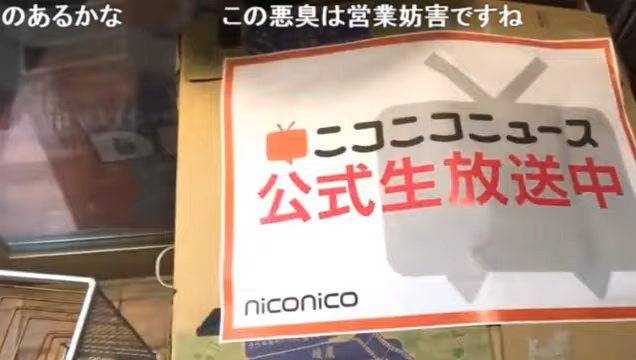 のあるかな
この悪臭は営業妨害ですね
ニコニコニュース
公式生放送中
niconico